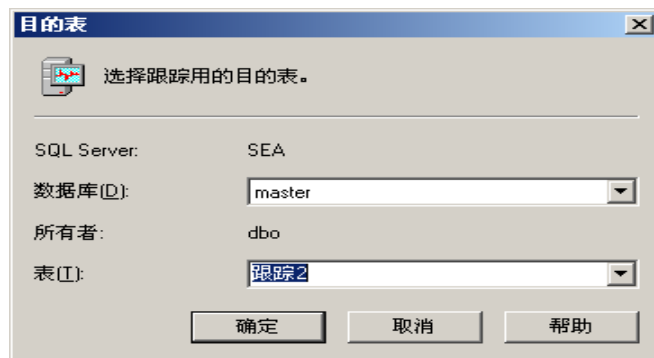 目的表
选择跟踪用的目的表。
SQL Server: SEA
数据库(D): master
所有者: dbo
表(T): 跟踪2
确定 取消 帮助